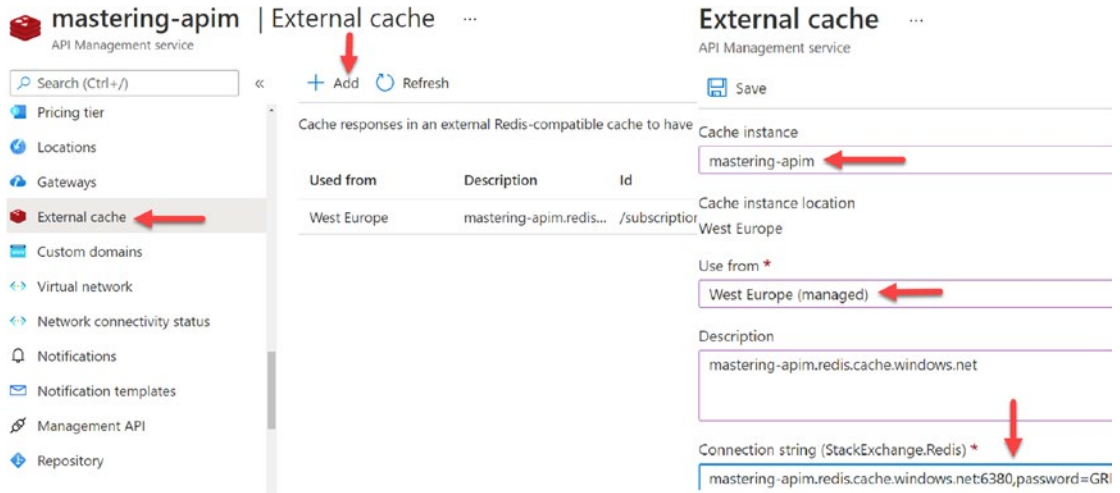 mastering-apim | External cache ...
API Management service
Search (Ctrl+/)
«
Pricing tier
Locations
Gateways
External cache
Custom domains
Virtual network
Network connectivity status
Notifications
Notification templates
Management API
Repository
Add
Refresh
Cache responses in an external Redis-compatible cache to have
Used from Description Id
West Europe mastering-apim.redis... /subscription
External cache ...
API Management service
Save
Cache instance
mastering-apim
Cache instance location
West Europe
Use from *
West Europe (managed)
Description
mastering-apim.redis.cache.windows.net
Connection string (StackExchange.Redis) *
mastering-apim.redis.cache.windows.net:6380,password=GRI